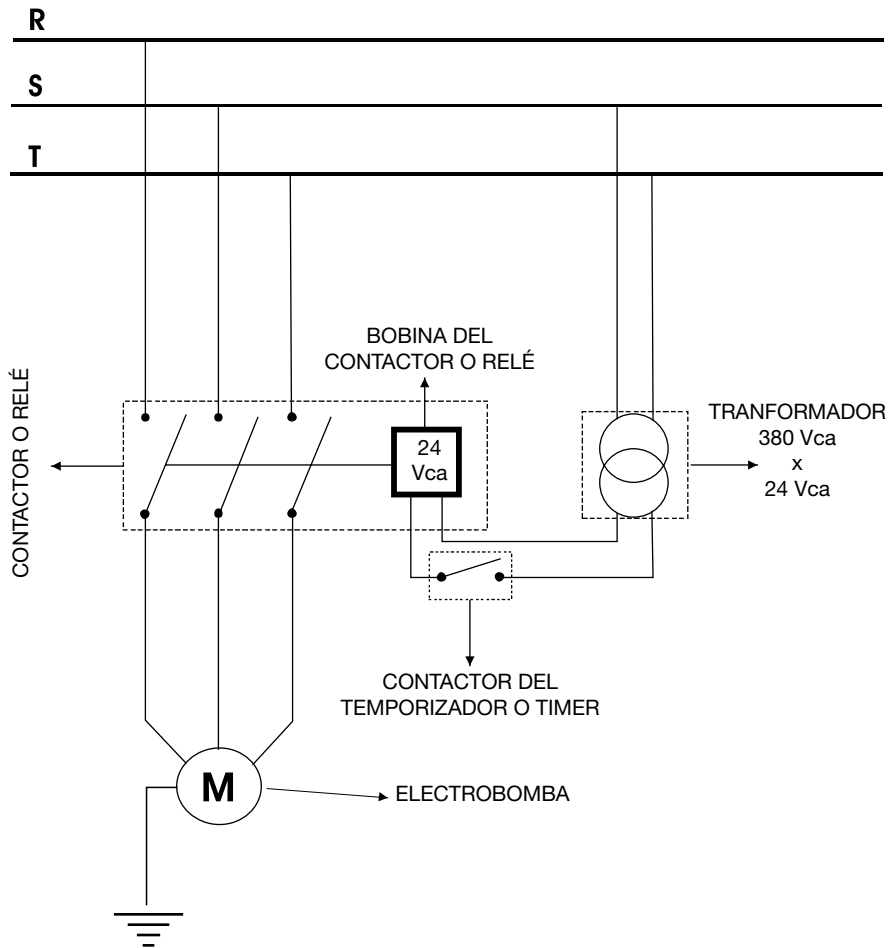 R
S
T
BOBINA DEL
CONTACTOR O RELÉ
CONTACTOR O RELÉ
24
Vca
TRANFORMADOR
380 Vca
x
24 Vca
CONTACTOR DEL
TEMPORIZADOR O TIMER
M
ELECTROBOMBA